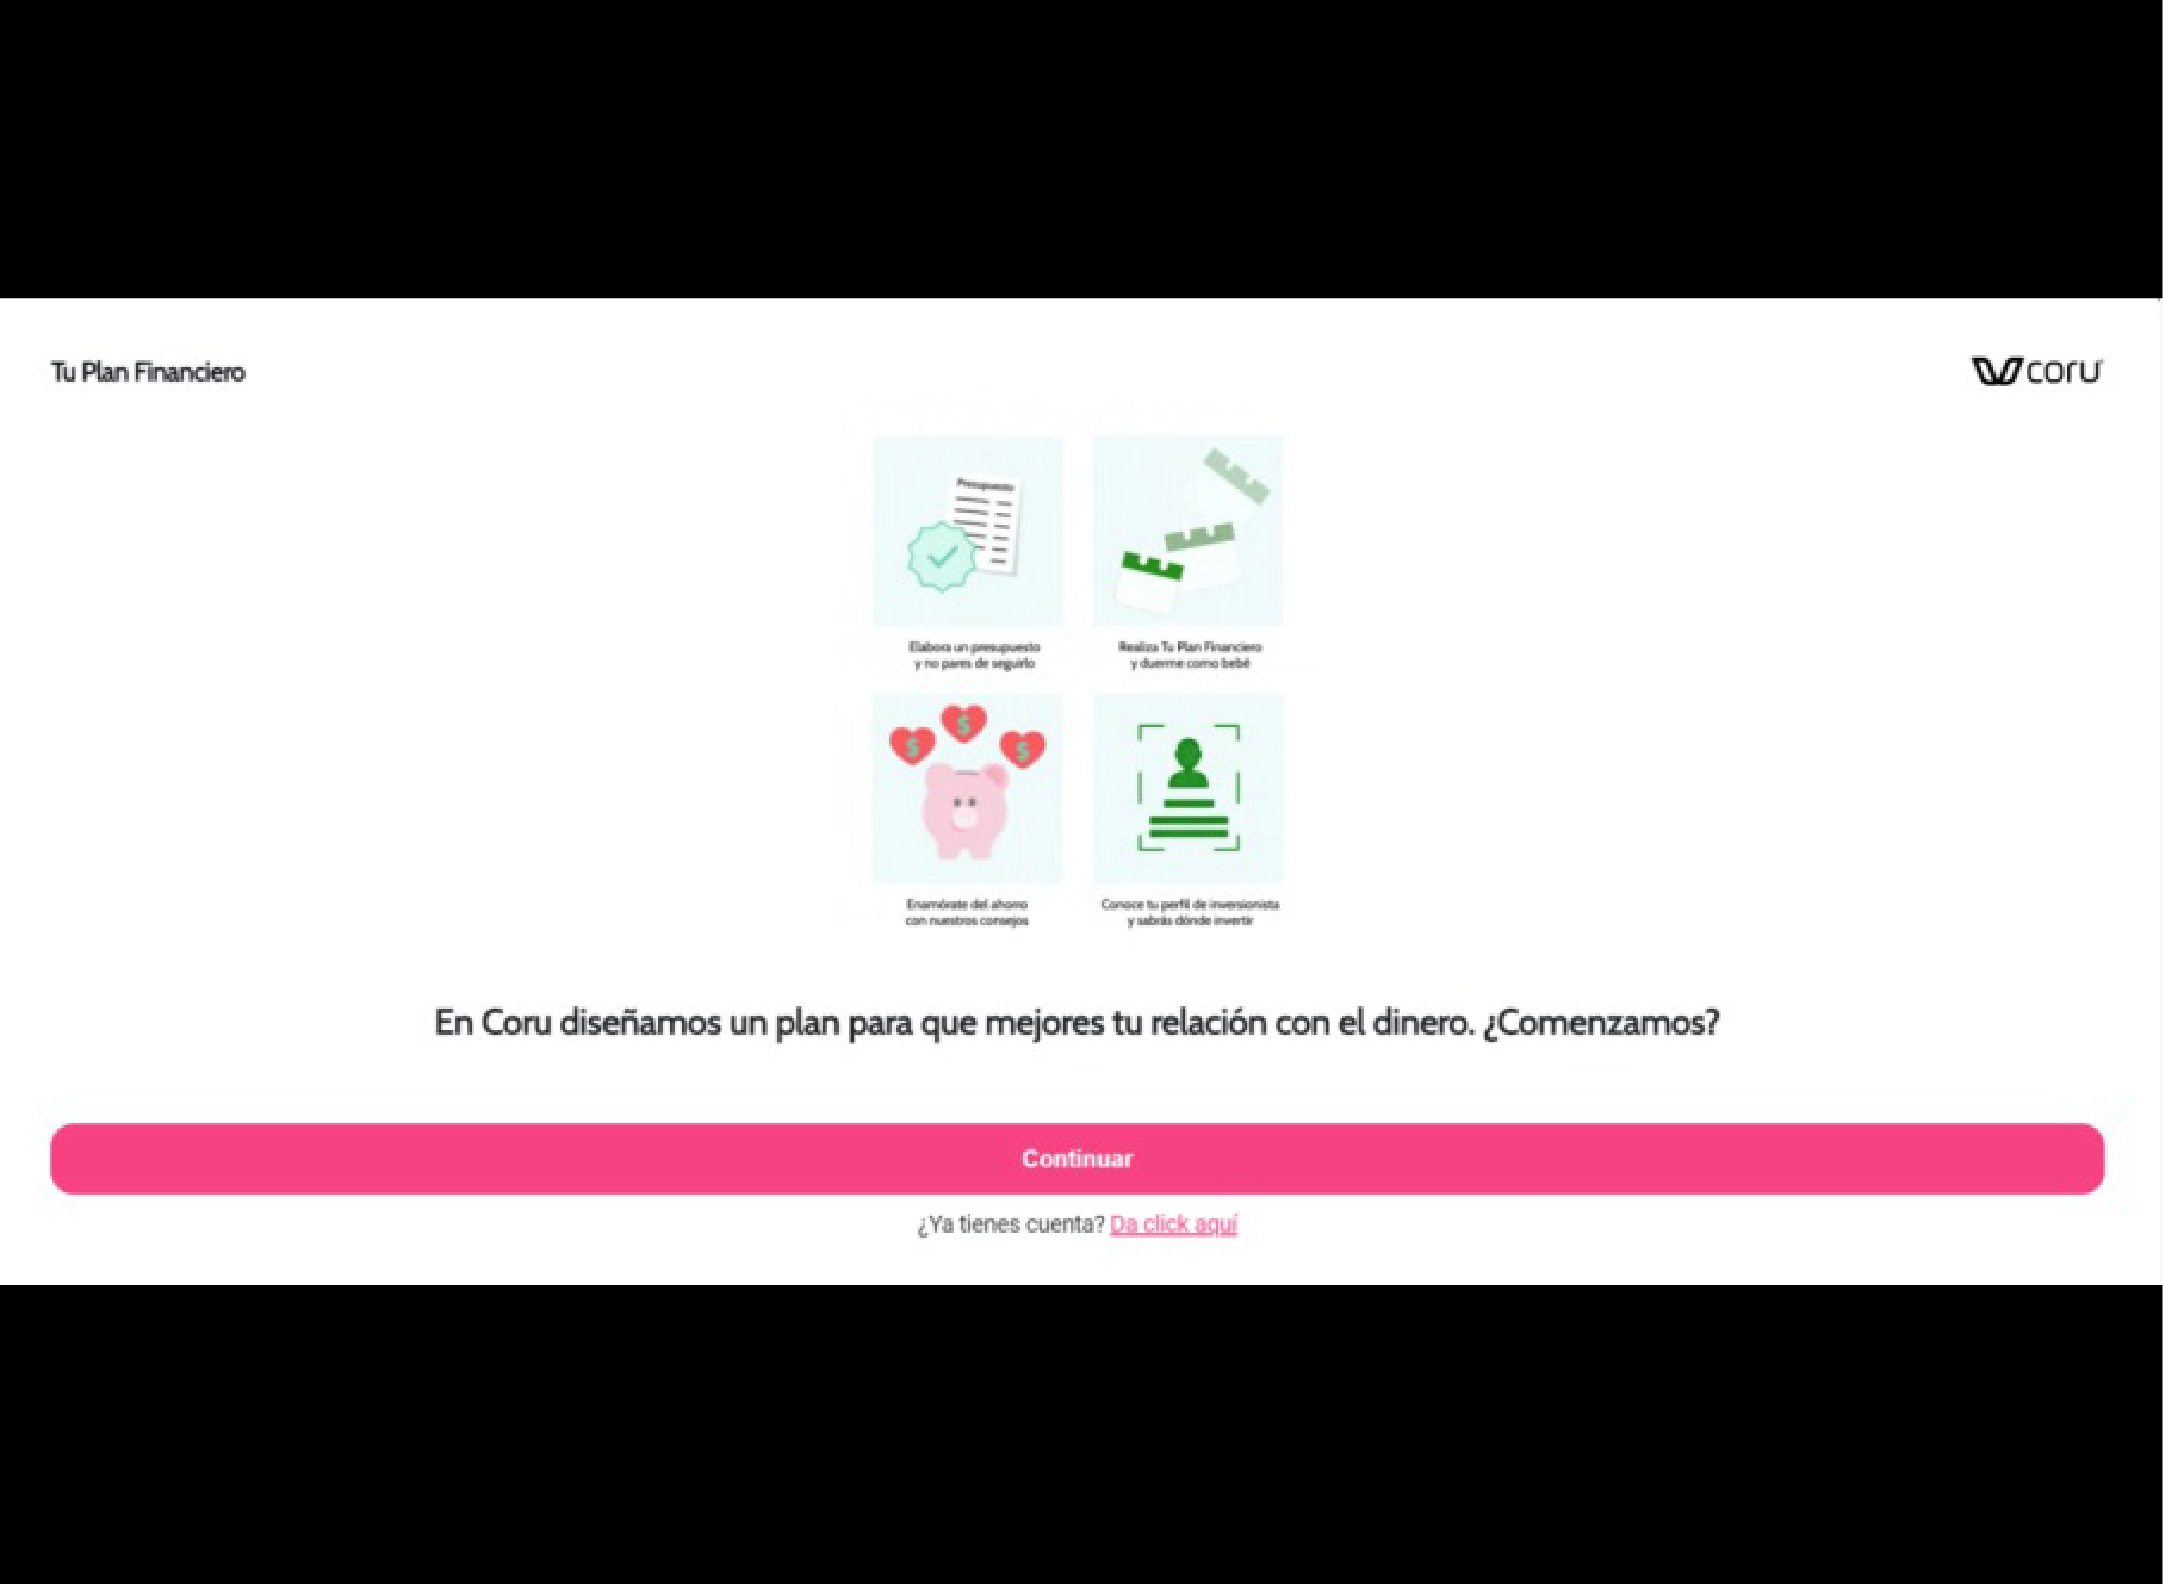 Tu Plan Financiero
coru
Presupuesto
Elabora un presupuesto
y no pares de seguirlo
Realiza Tu Plan Financiero
y duerme como bebé
$ $ $
Enamórate del ahorro
con nuestros consejos
Conoce tu perfil de inversionista
y sabrás dónde invertir
En Coru diseñamos un plan para que mejores tu relación con el dinero. ¿Comenzamos?
Continuar
¿Ya tienes cuenta? Da click aquí